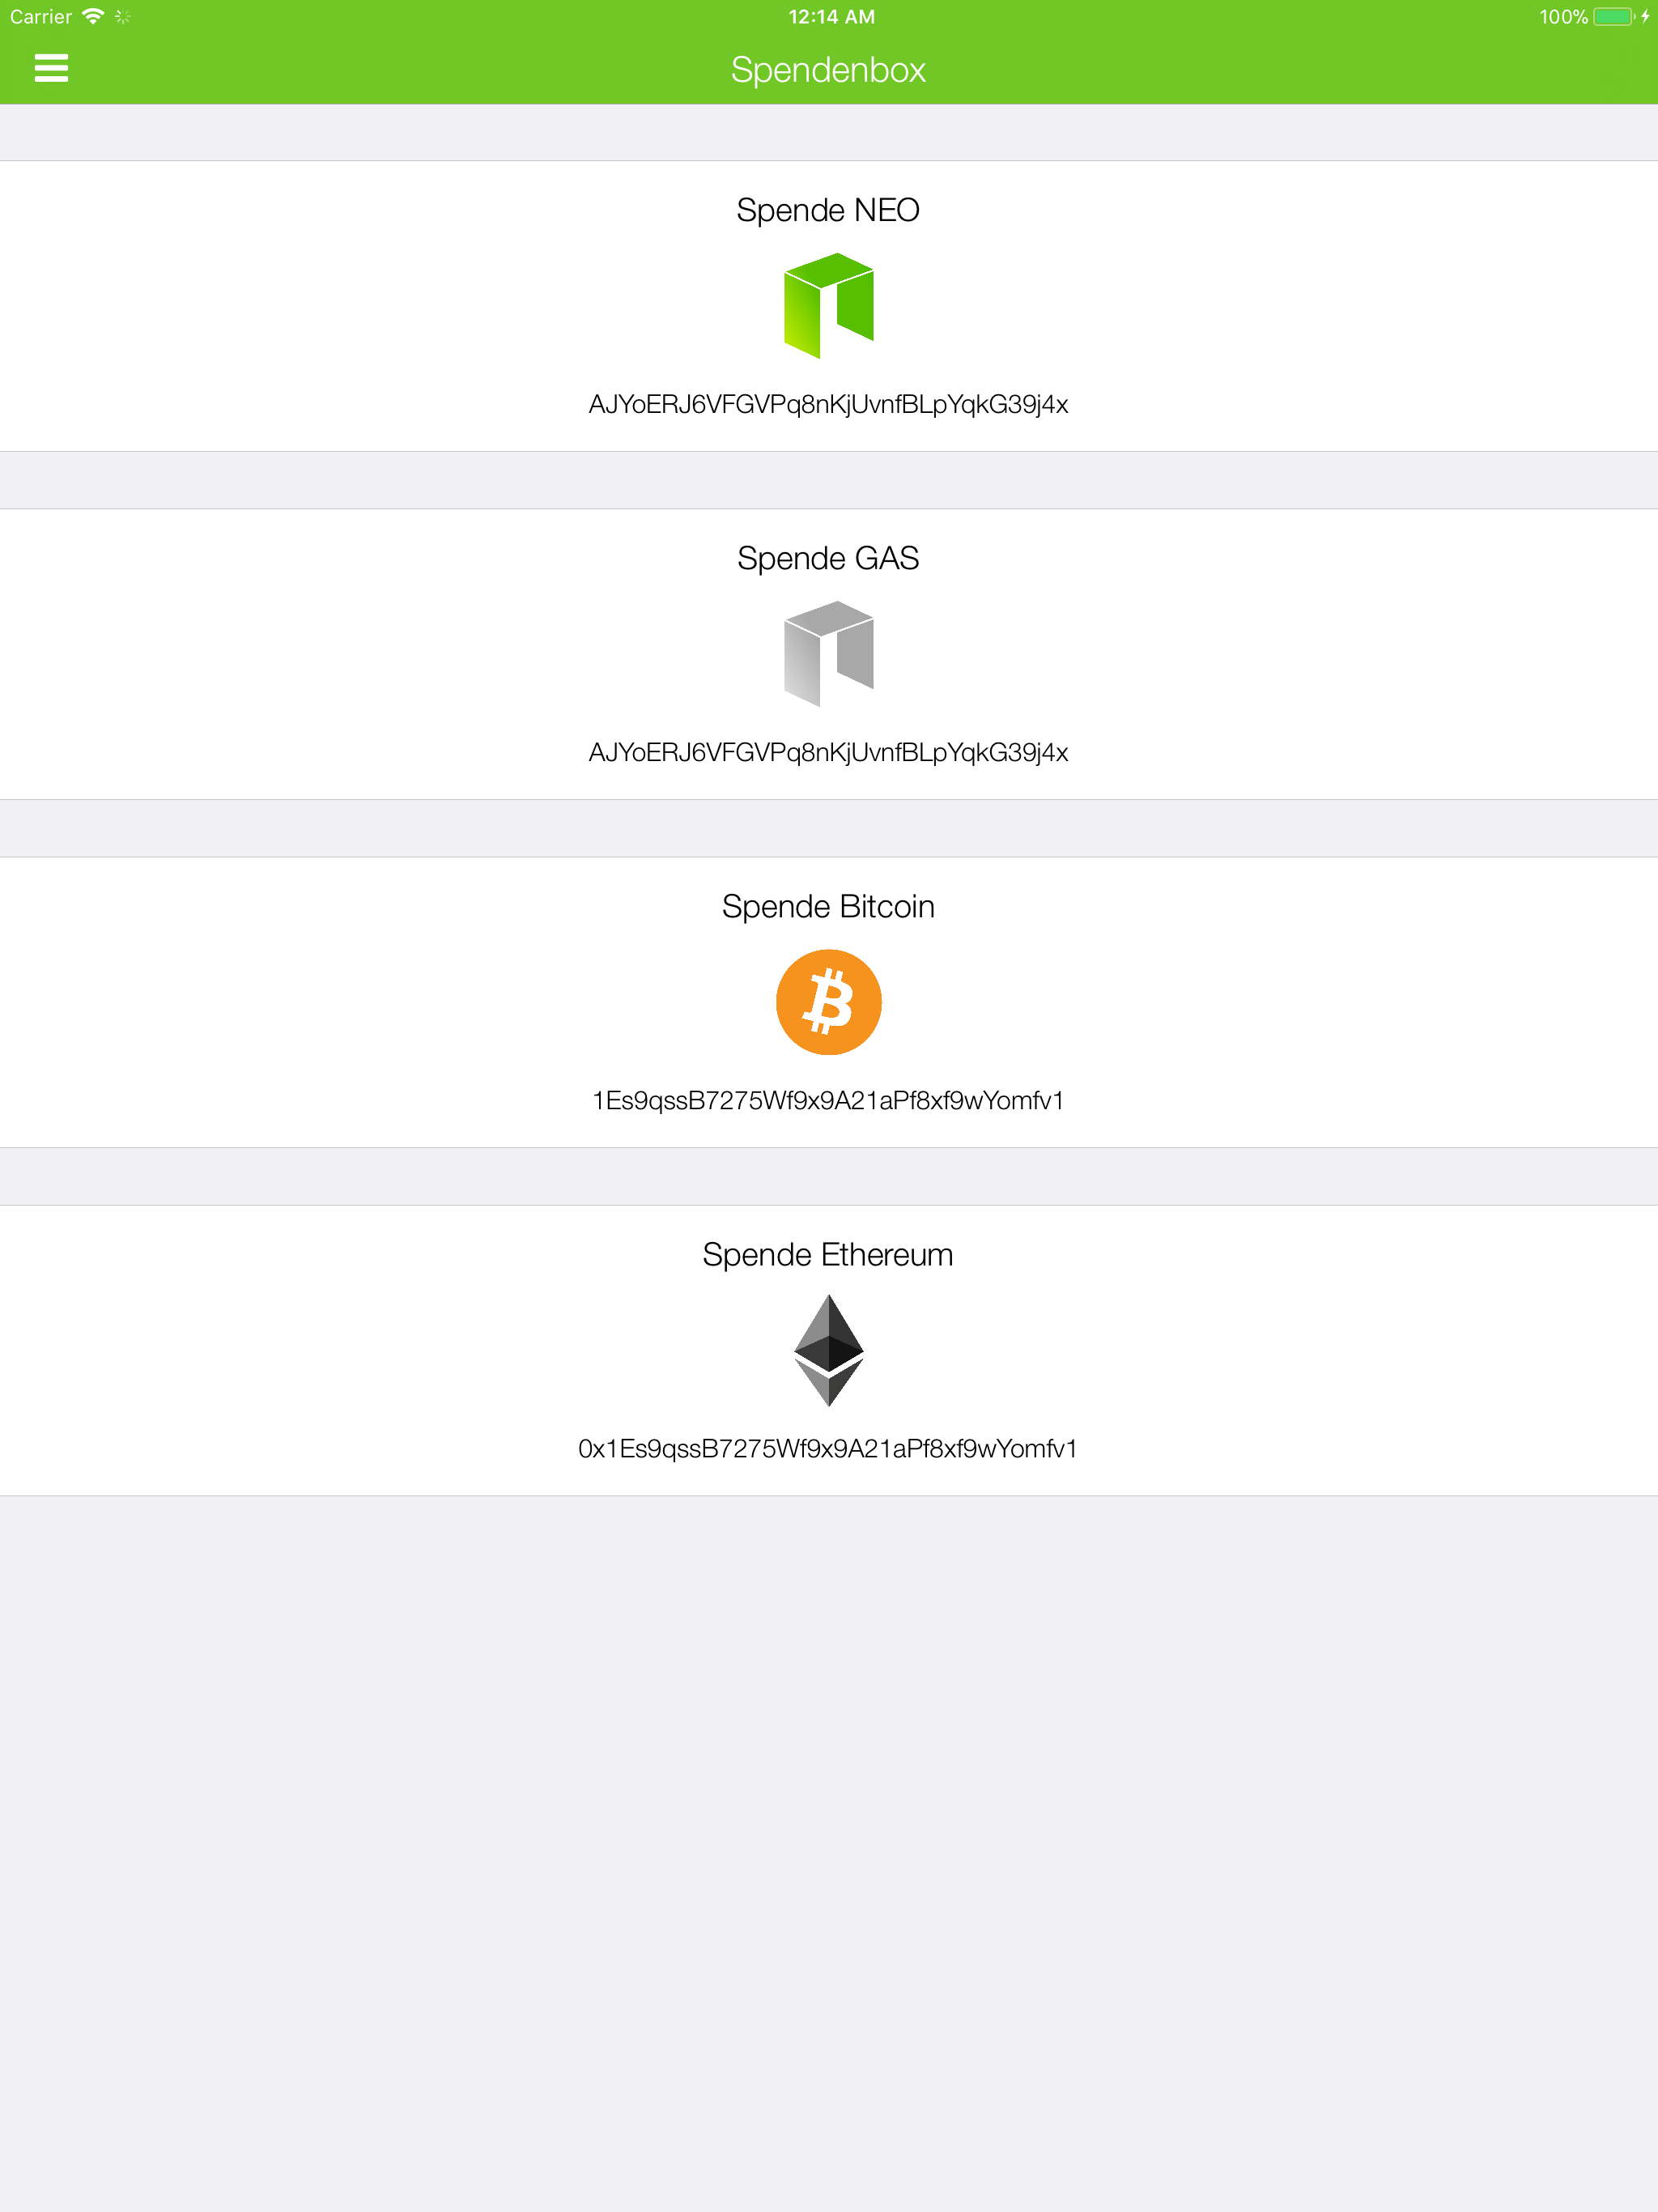 Carrier
12:14 AM
100%
Spendenbox
Spende NEO
AJYoERJ6VFGVPq8nKjUvnfBLpYqkG39j4x
Spende GAS
AJYoERJ6VFGVPq8nKjUvnfBLpYqkG39j4x
Spende Bitcoin
1Es9qssB7275Wf9x9A21aPf8xf9wYomfv1
Spende Ethereum
0x1Es9qssB7275Wf9x9A21aPf8xf9wYomfv1